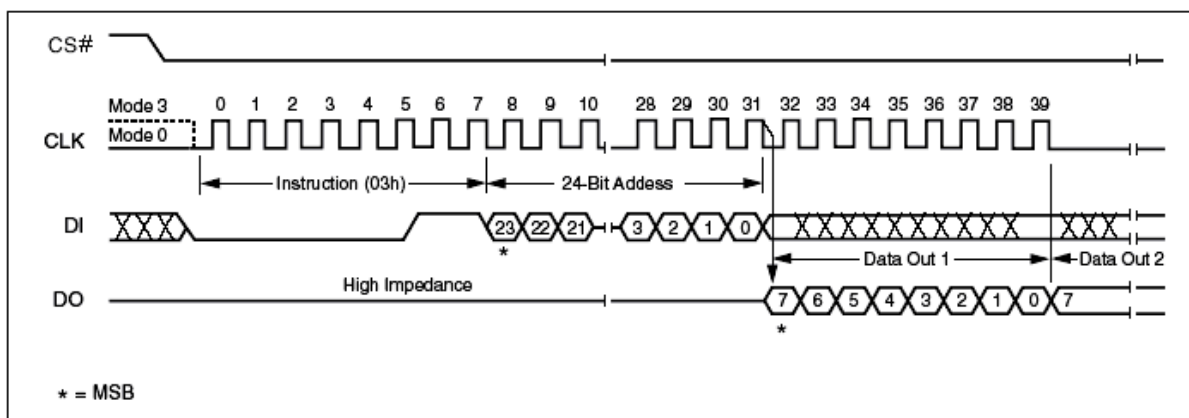 CS#
Mode 3 0 1 2 3 4 5 6 7 8 9 10 28 29 30 31 32 33 34 35 36 37 38 39
Mode 0
CLK
Instruction (03h) 24-Bit Addess
DI 23 22 21 3 2 1 0
*
Data Out 1 Data Out 2
High Impedance
DO 7 6 5 4 3 2 1 0 7
*
* = MSB